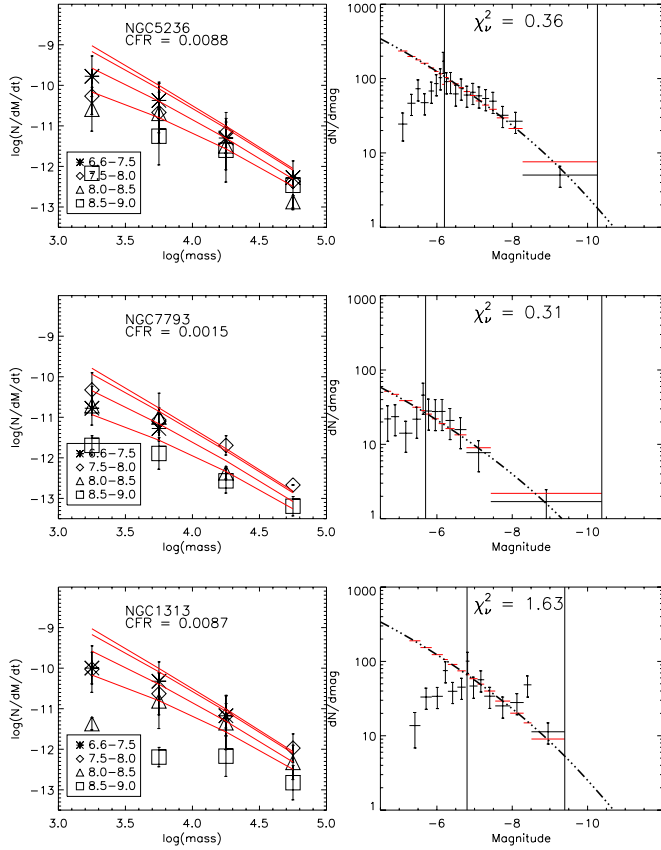 NGC5236
CFR = 0.0088
log(N/dM/dt)
-9
-10
-11
-12
-13
6.6-7.5
7.5-8.0
8.0-8.5
8.5-9.0
3.0 3.5 4.0 4.5 5.0
log(mass)
χ²ν = 0.36
dN/dmag
1000
100
10
1
-6 -8 -10
Magnitude
NGC7793
CFR = 0.0015
log(N/dM/dt)
-9
-10
-11
-12
-13
6.6-7.5
7.5-8.0
8.0-8.5
8.5-9.0
3.0 3.5 4.0 4.5 5.0
log(mass)
χ²ν = 0.31
dN/dmag
1000
100
10
1
-6 -8 -10
Magnitude
NGC1313
CFR = 0.0087
log(N/dM/dt)
-9
-10
-11
-12
-13
6.6-7.5
7.5-8.0
8.0-8.5
8.5-9.0
3.0 3.5 4.0 4.5 5.0
log(mass)
χ²ν = 1.63
dN/dmag
1000
100
10
1
-6 -8 -10
Magnitude